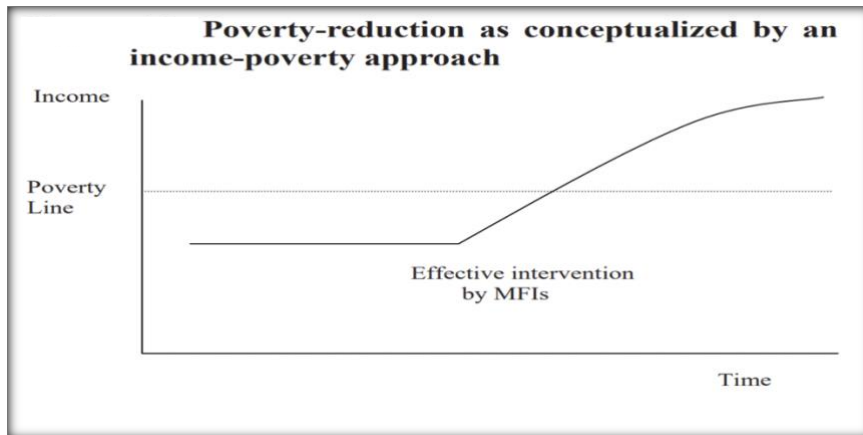 Poverty-reduction as conceptualized by an
income-poverty approach
Income
Poverty
Line
Effective intervention
by MFIs
Time